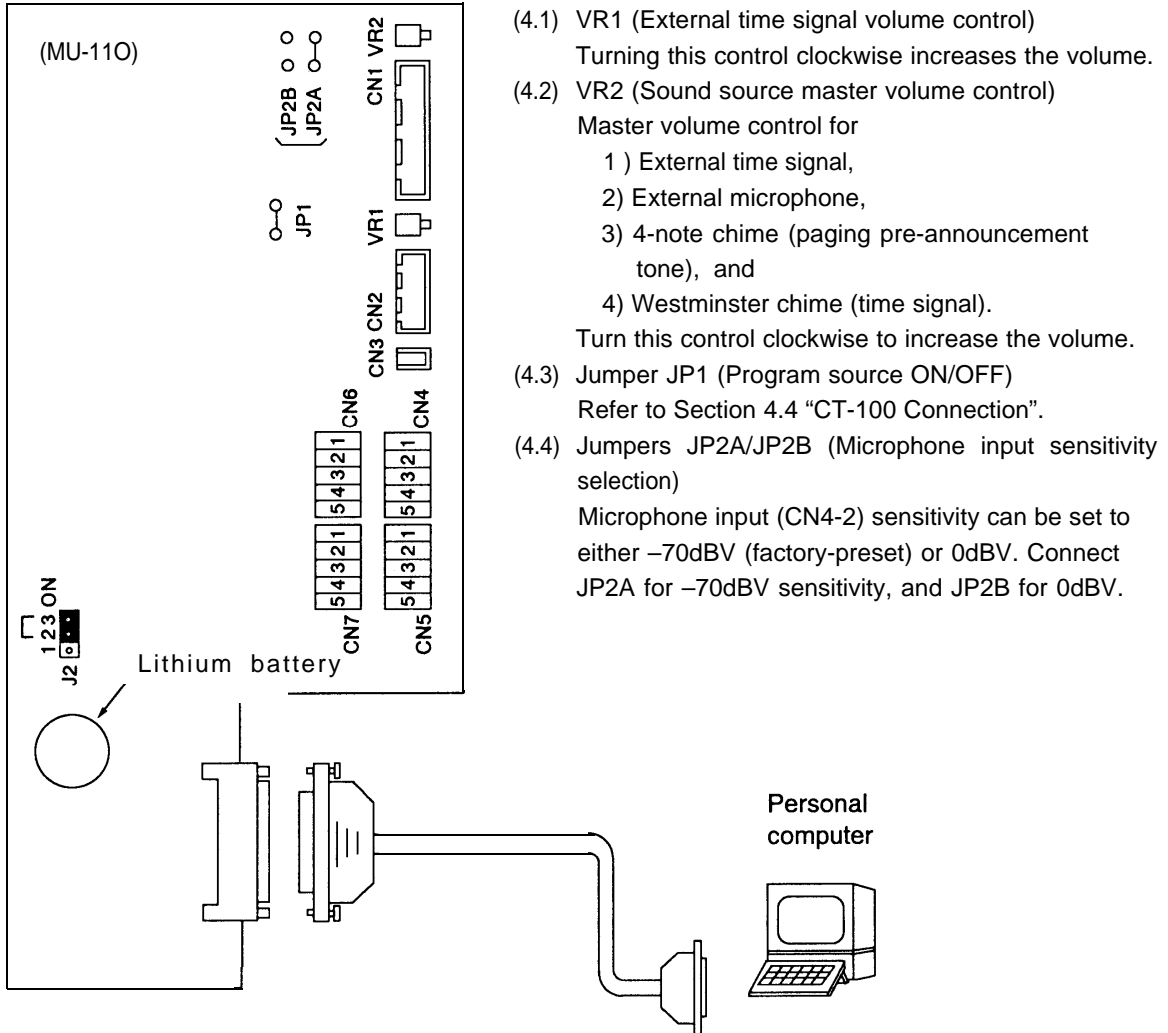 (MU-11O)
VR2
CN1
JP2B
JP2A
JP1
VR1
CN2
CN3
CN6
CN4
1 2 3 4 5
1 2 3 4 5
1 2 3 4 5
1 2 3 4 5
CN7
CN5
1 2 3 ON
J2
Lithium battery
Personal
computer
(4.1) VR1 (External time signal volume control)
Turning this control clockwise increases the volume.
(4.2) VR2 (Sound source master volume control)
Master volume control for
1 ) External time signal,
2) External microphone,
3) 4-note chime (paging pre-announcement
tone), and
4) Westminster chime (time signal).
Turn this control clockwise to increase the volume.
(4.3) Jumper JP1 (Program source ON/OFF)
Refer to Section 4.4 “CT-100 Connection”.
(4.4) Jumpers JP2A/JP2B (Microphone input sensitivity
selection)
Microphone input (CN4-2) sensitivity can be set to
either –70dBV (factory-preset) or 0dBV. Connect
JP2A for –70dBV sensitivity, and JP2B for 0dBV.